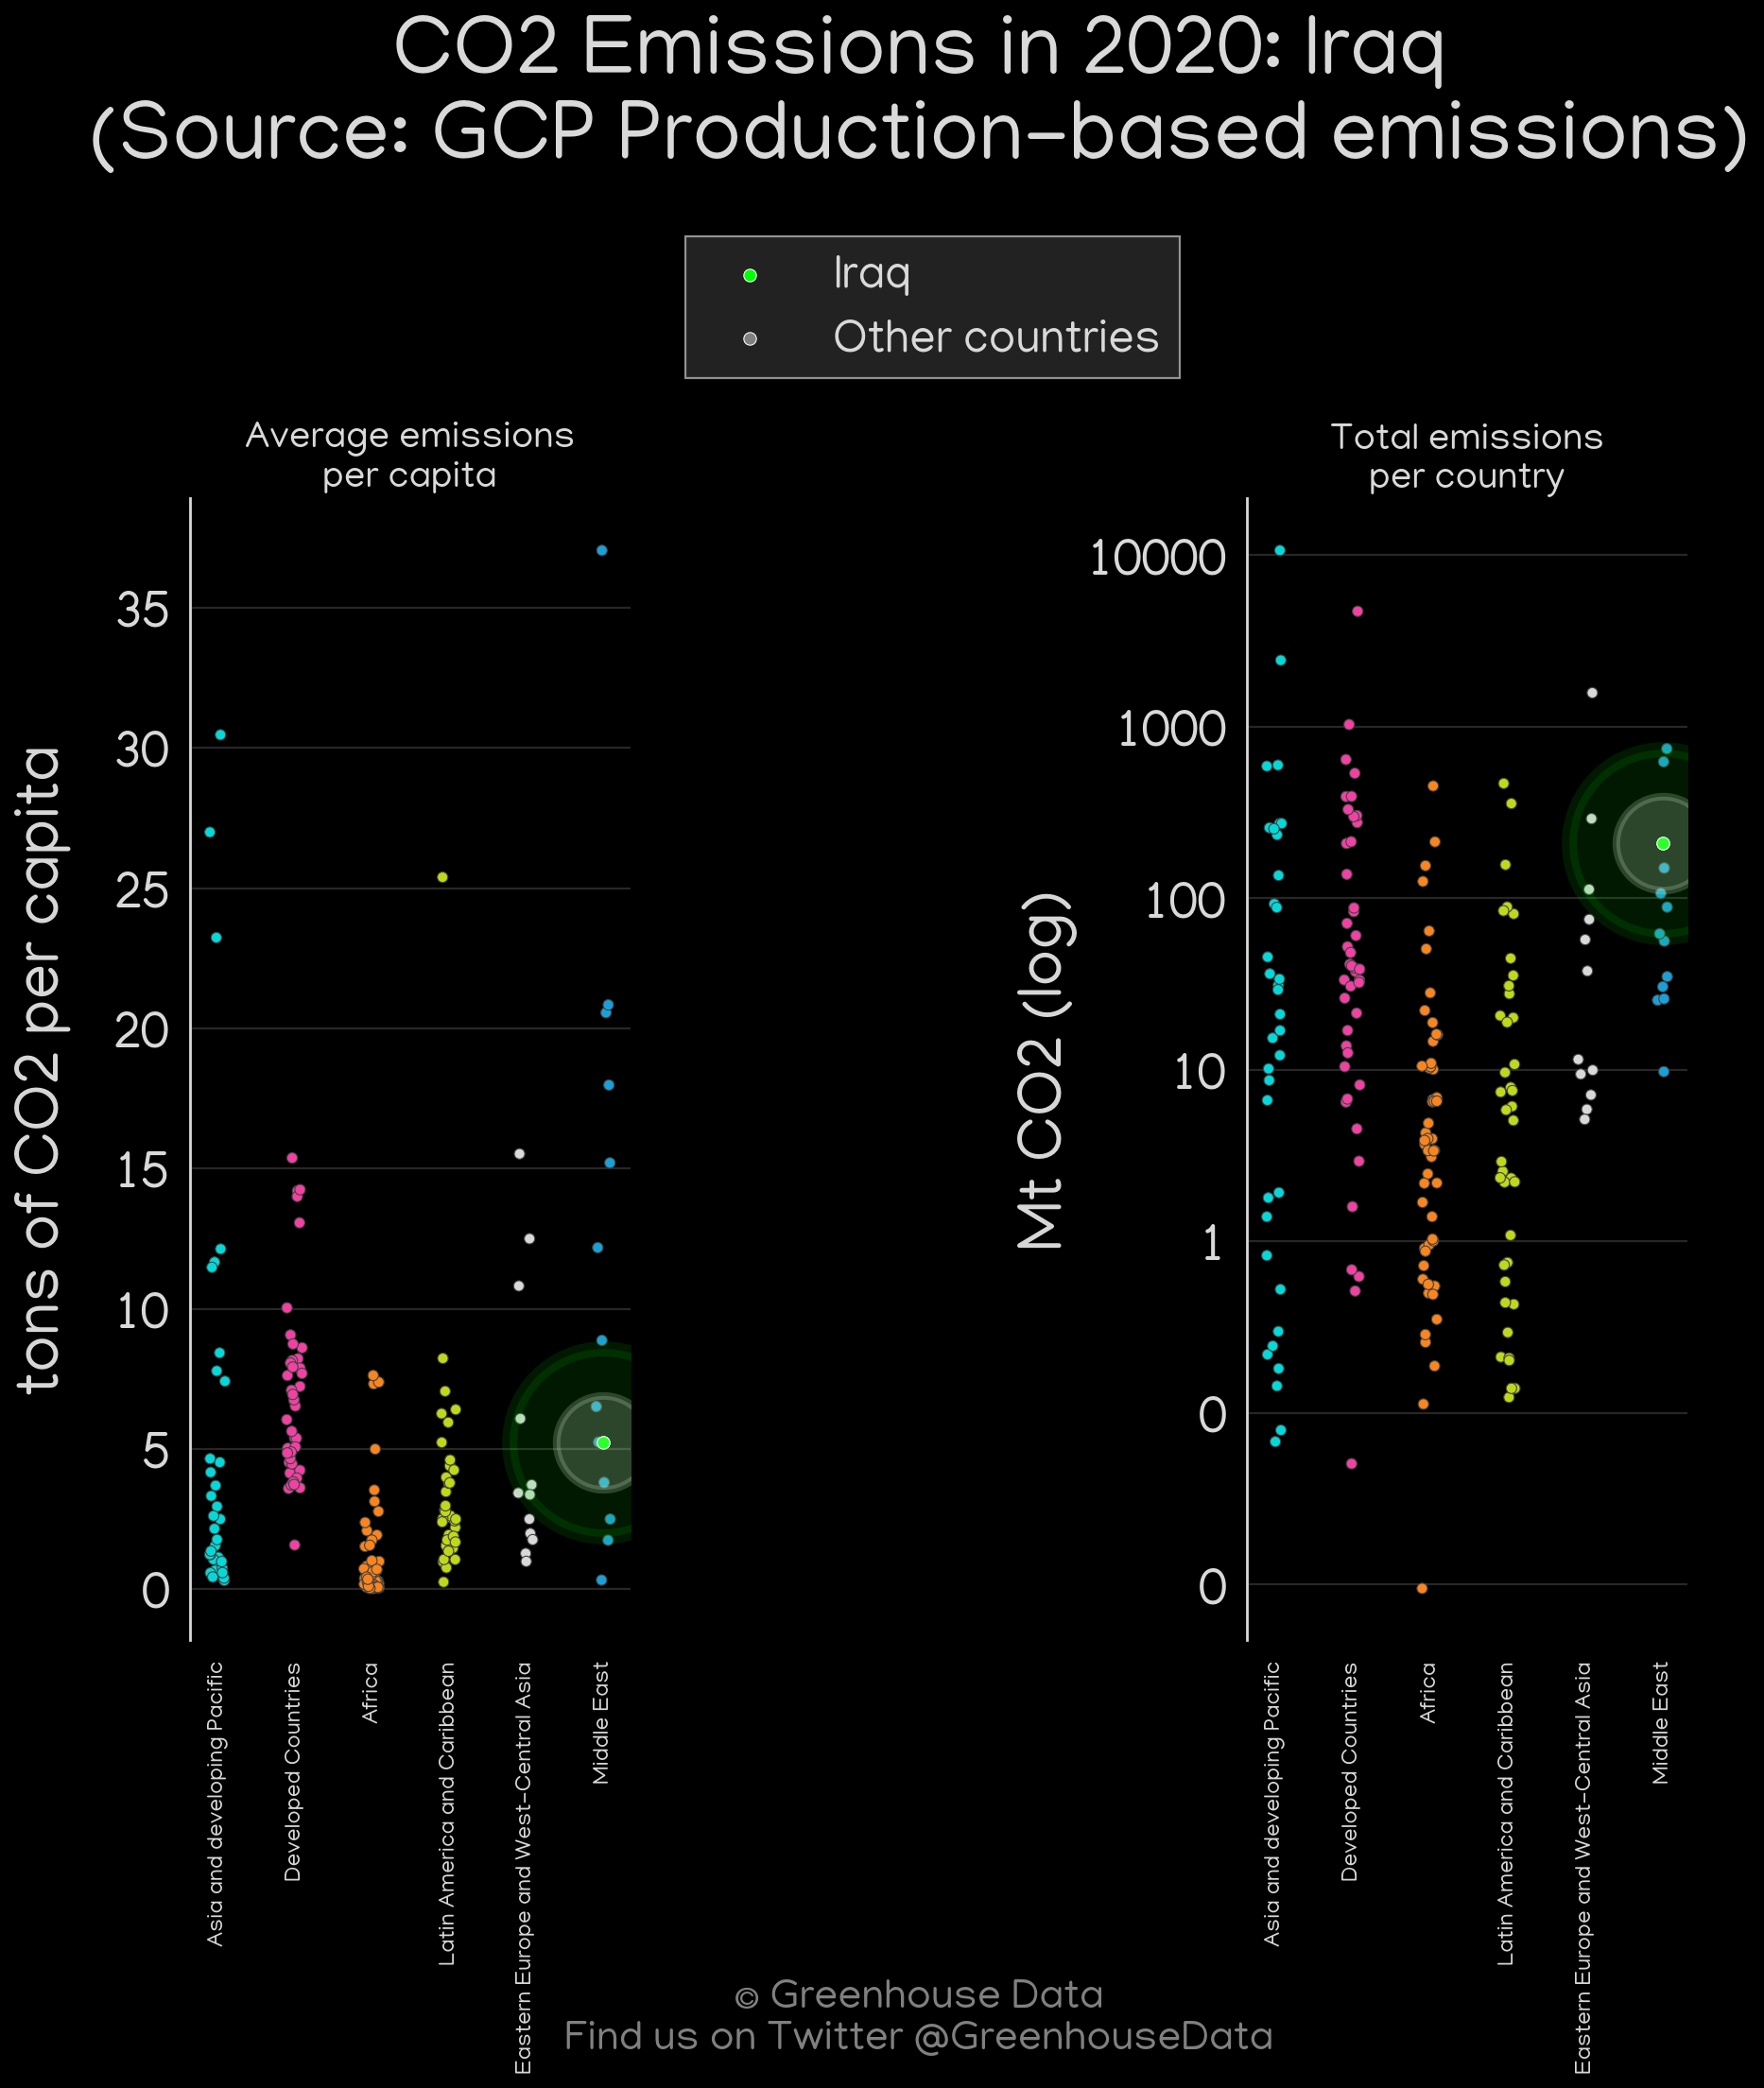 CO2 Emissions in 2020: Iraq
(Source: GCP Production-based emissions)
Iraq
Other countries
Average emissions
per capita
tons of CO2 per capita
35
30
25
20
15
10
5
0
Asia and developing Pacific
Developed Countries
Africa
Latin America and Caribbean
Eastern Europe and West-Central Asia
Middle East
Total emissions
per country
Mt CO2 (log)
10000
1000
100
10
1
0
0
Asia and developing Pacific
Developed Countries
Africa
Latin America and Caribbean
Eastern Europe and West-Central Asia
Middle East
© Greenhouse Data
Find us on Twitter @GreenhouseData